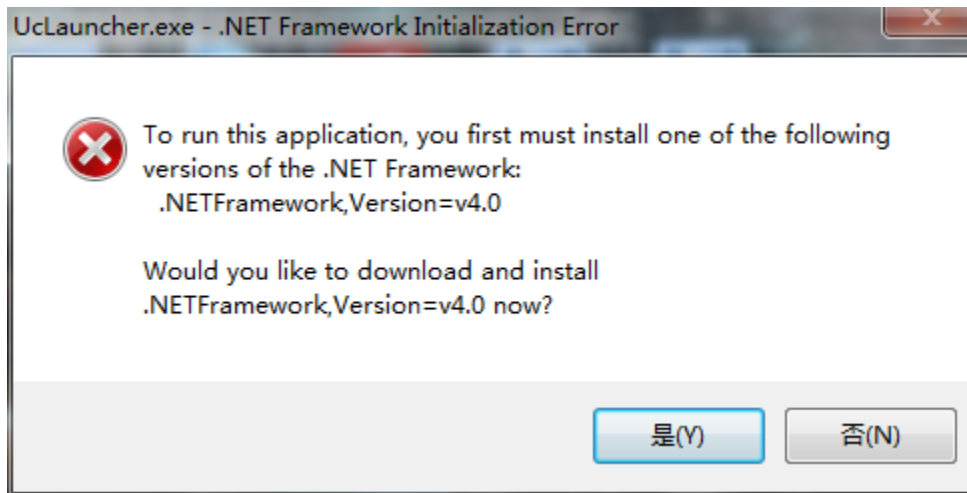 UcLauncher.exe - .NET Framework Initialization Error
To run this application, you first must install one of the following
versions of the .NET Framework:
.NETFramework,Version=v4.0
Would you like to download and install
.NETFramework,Version=v4.0 now?
是(Y)
否(N)